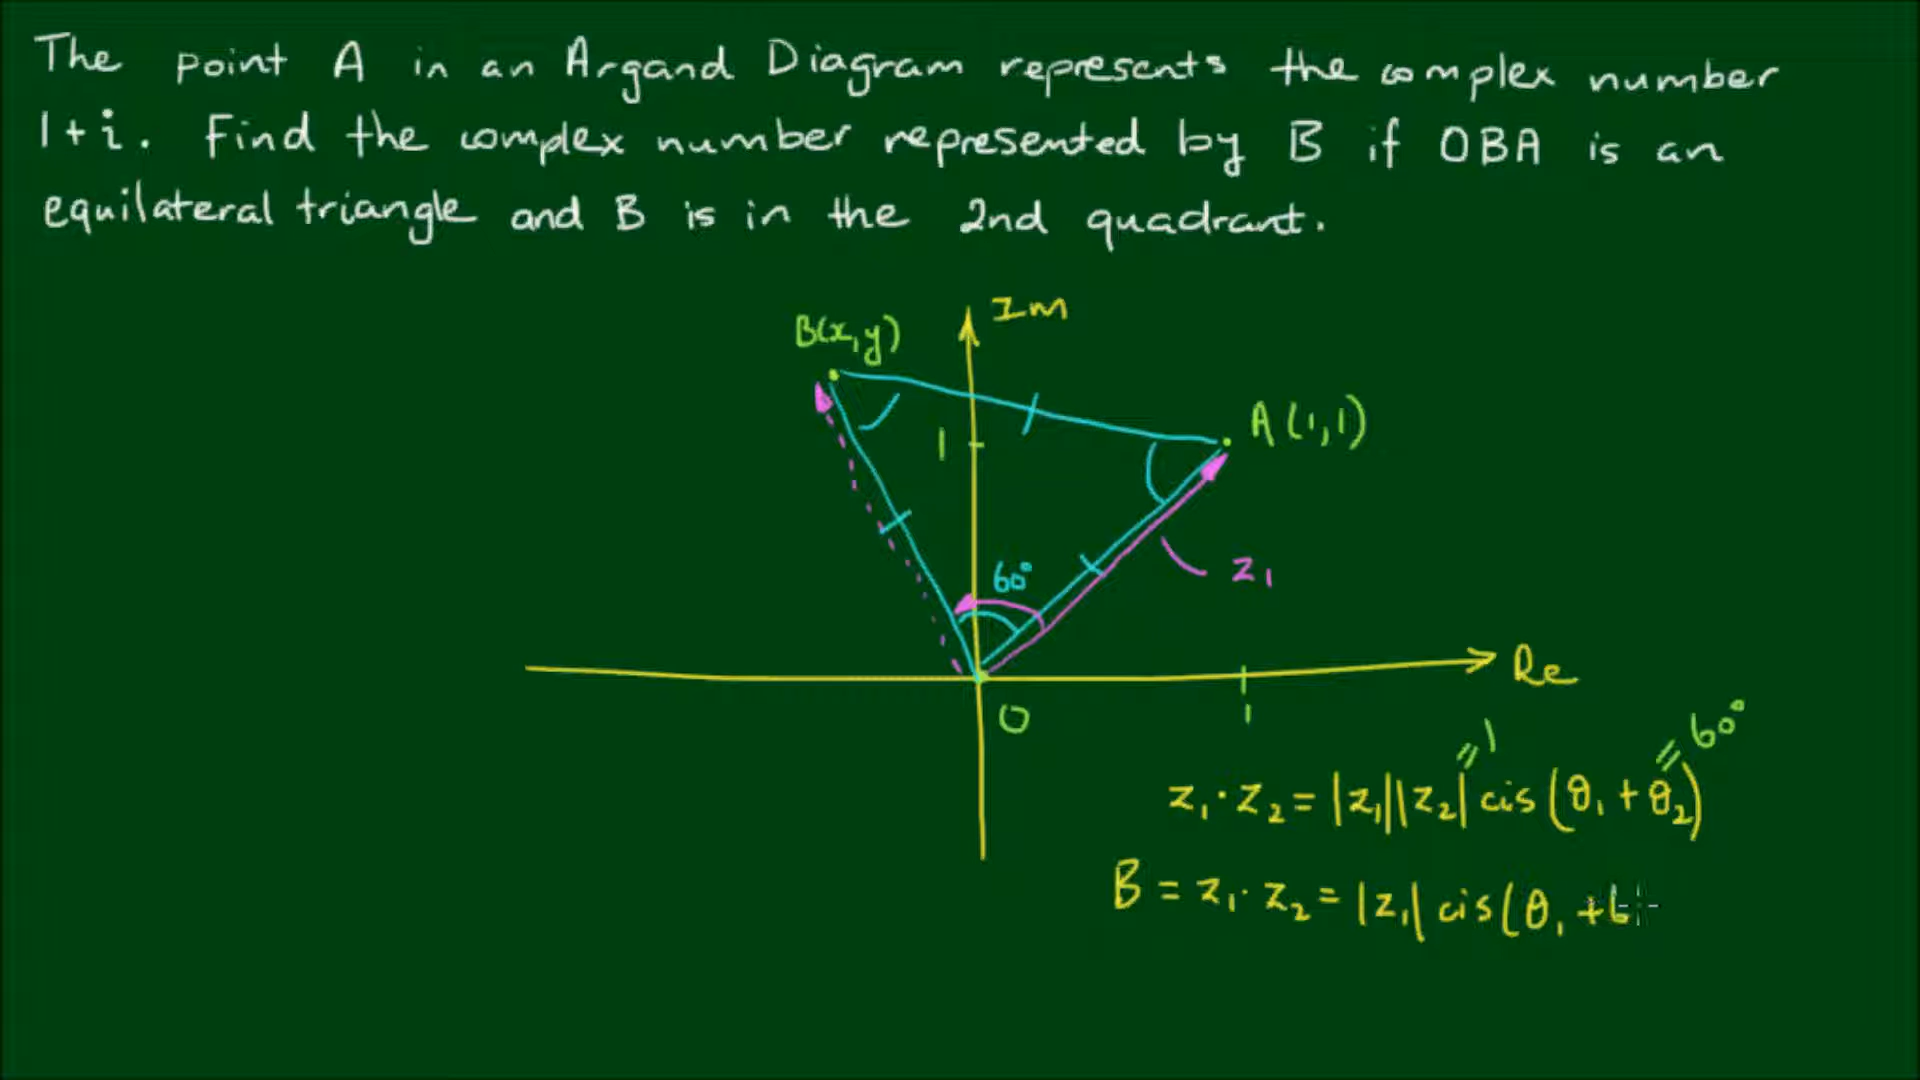 The point A in an Argand Diagram represents the complex number
1+i. Find the complex number represented by B if OBA is an
equilateral triangle and B is in the 2nd quadrant.
Im
B(x,y)
A(1,1)
1
60°
z₁
Re
O
1
=1
=60°
z₁·z₂=|z₁||z₂|cis(θ₁+θ₂)
B=z₁·z₂=|z₁|cis(θ₁+